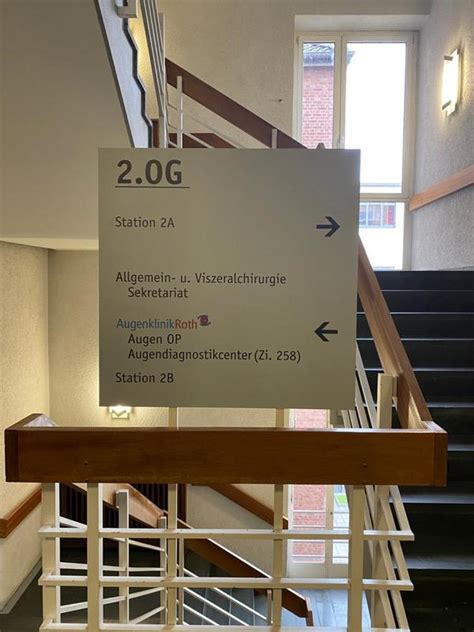 2.OG
Station 2A →
Allgemein- u. Viszeralchirurgie
Sekretariat
AugenklinikRoth
Augen OP ←
Augendiagnostikcenter (Zi. 258)
Station 2B